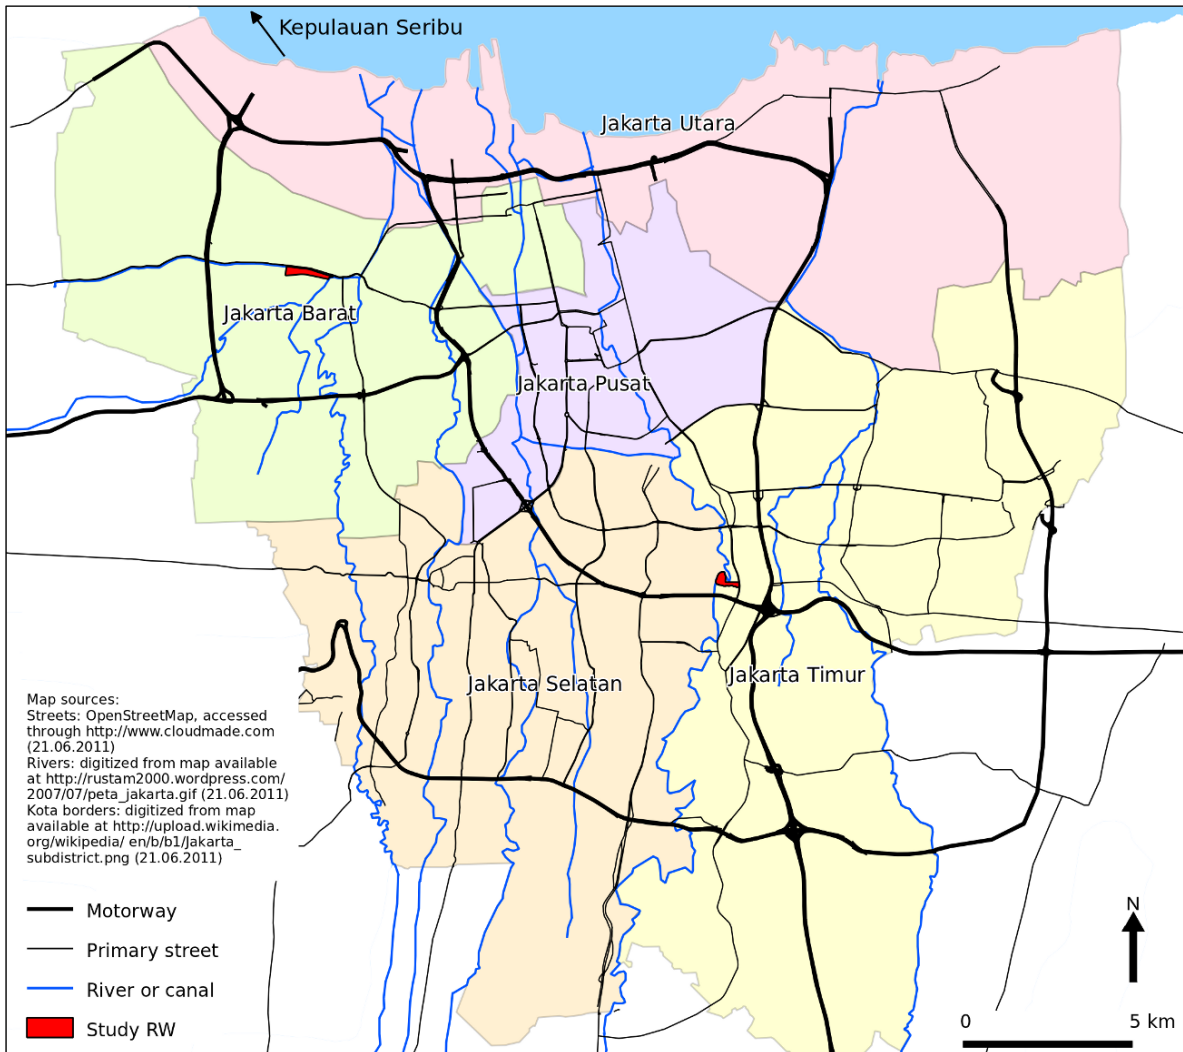 Kepulauan Seribu
Jakarta Utara
Jakarta Barat
Jakarta Pusat
Jakarta Selatan
Jakarta Timur
Map sources:
Streets: OpenStreetMap, accessed
through http://www.cloudmade.com
(21.06.2011)
Rivers: digitized from map available
at http://rustam2000.wordpress.com/
2007/07/peta_jakarta.gif (21.06.2011)
Kota borders: digitized from map
available at http://upload.wikimedia.
org/wikipedia/ en/b/b1/Jakarta_
subdistrict.png (21.06.2011)
Motorway
Primary street
River or canal
Study RW
N
0 5 km